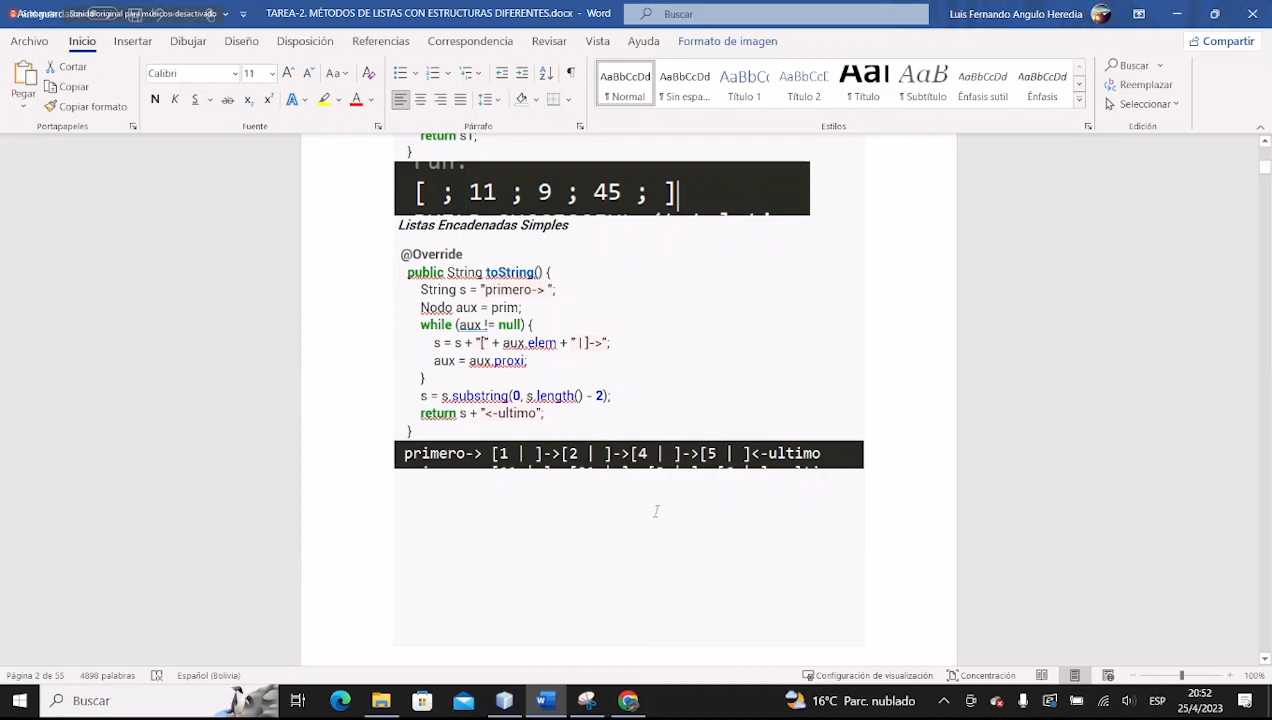 TAREA-2. MÉTODOS DE LISTAS CON ESTRUCTURAS DIFERENTES.docx - Word
Buscar
Luis Fernando Angulo Heredia
Archivo
Inicio
Insertar
Dibujar
Diseño
Disposición
Referencias
Correspondencia
Revisar
Vista
Ayuda
Formato de imagen
Compartir
Pegar
Cortar
Copiar
Copiar formato
Calibri
11
N K S
AaBbCcDd
¶ Normal
AaBbCcDd
¶ Sin espa...
AaBbCc
Título 1
AaBbCcD
Título 2
AaB
¶ Título
AaB
¶ Subtítulo
AaBbCcDd
Énfasis sutil
AaBbCcDd
Énfasis
Buscar
Reemplazar
Seleccionar
Portapapeles
Fuente
Párrafo
Estilos
Edición
return s1;
}
[ ; 11 ; 9 ; 45 ; ]
Listas Encadenadas Simples
@Override
public String toString() {
String s = "primero-> ";
Nodo aux = prim;
while (aux != null) {
s = s + "[" + aux.elem + " | ]->";
aux = aux.proxi;
}
s = s.substring(0, s.length() - 2);
return s + "<-ultimo";
}
primero-> [1 | ]->[2 | ]->[4 | ]->[5 | ]<-ultimo
Página 2 de 55
4898 palabras
Español (Bolivia)
Configuración de visualización
Concentración
100%
Buscar
16°C Parc. nublado
ESP
20:52
25/4/2023